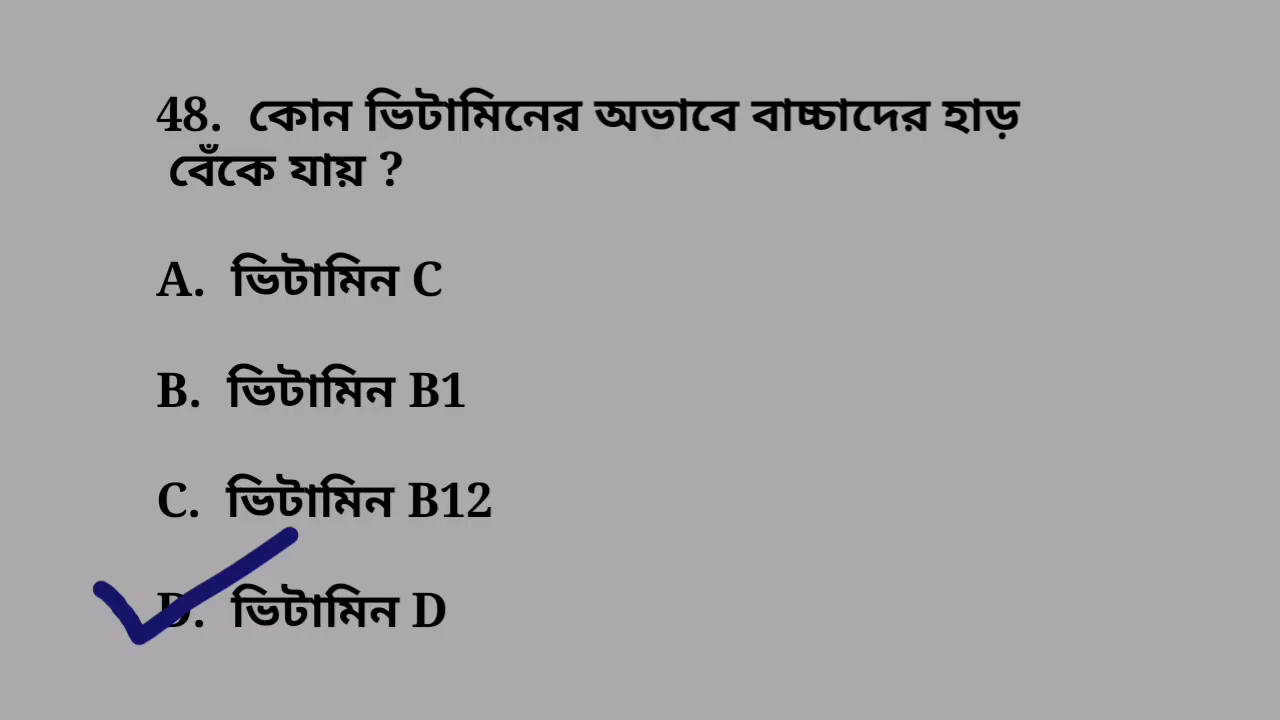 48. কোন ভিটামিনের অভাবে বাচ্চাদের হাড়
বেঁকে যায় ?
A. ভিটামিন C
B. ভিটামিন B1
C. ভিটামিন B12
D. ভিটামিন D